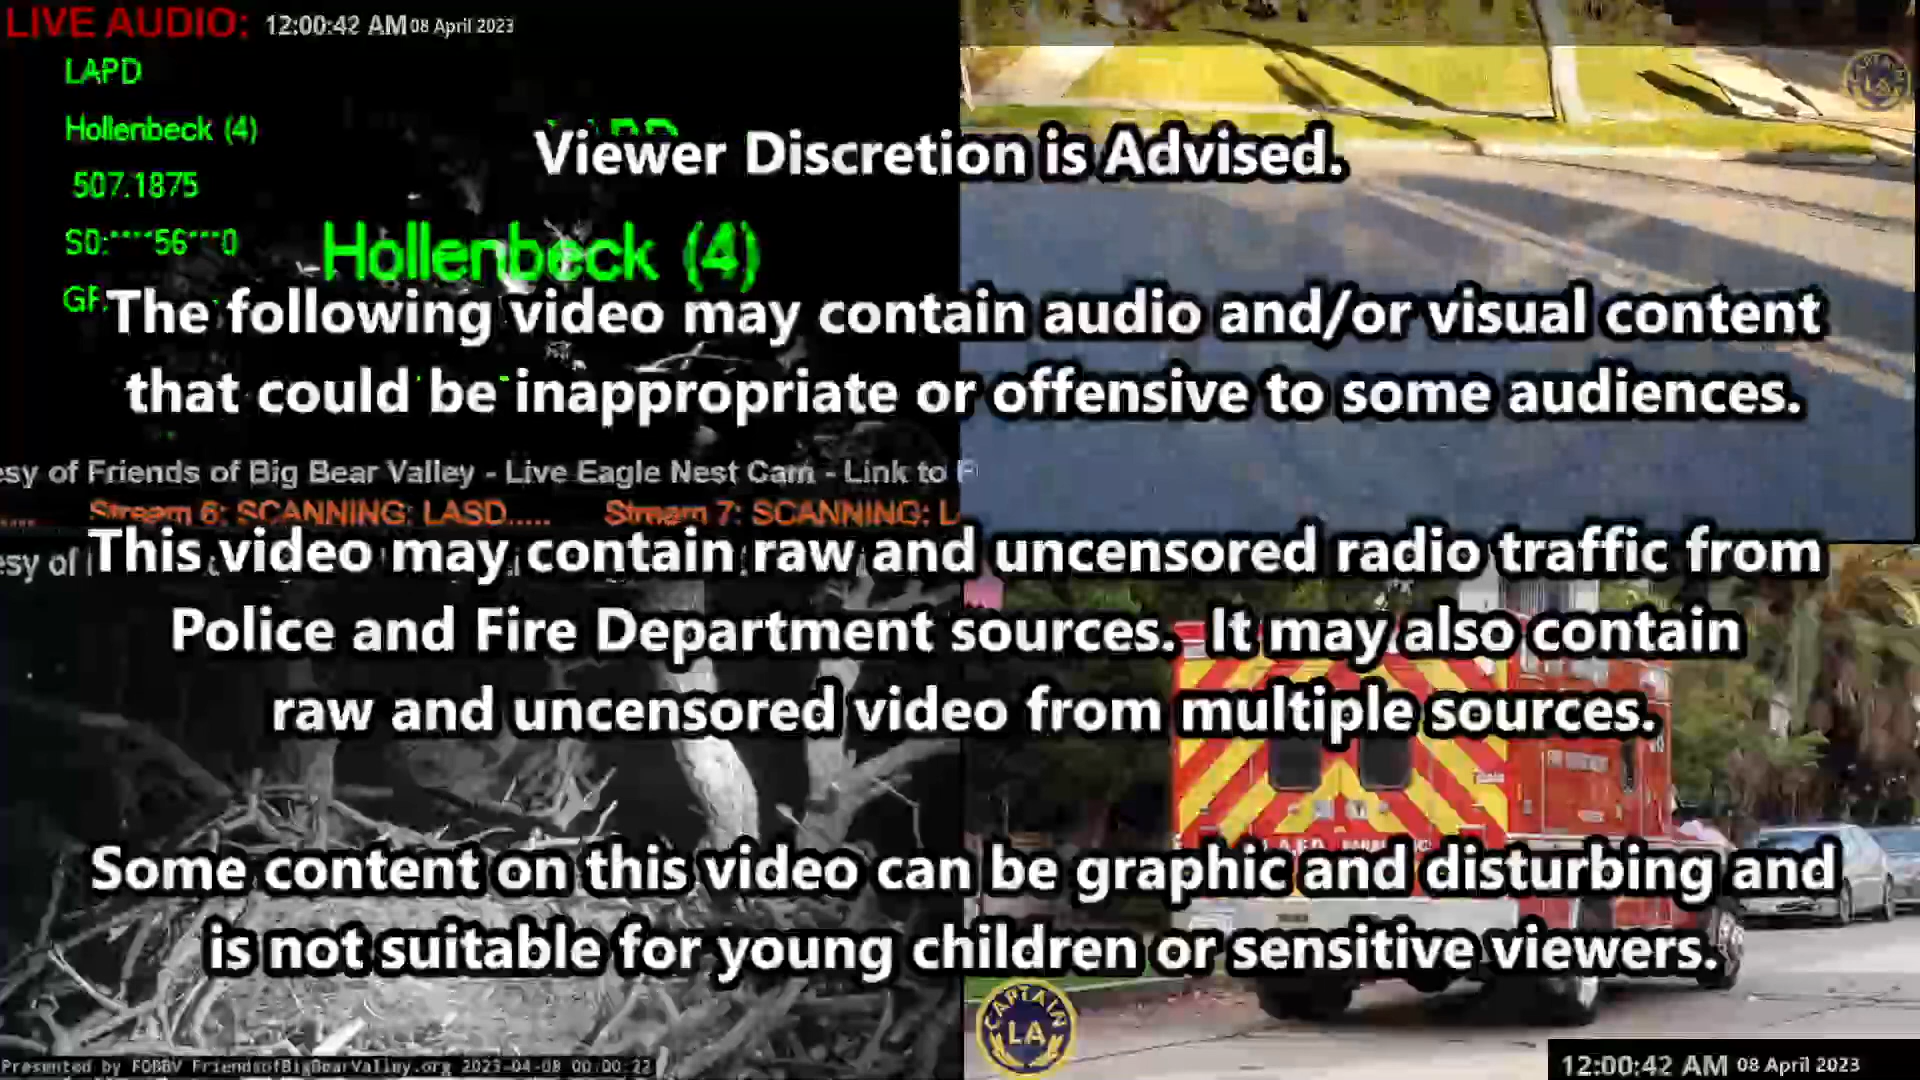 LIVE AUDIO: 12:00:42 AM 08 April 2023
LAPD
Hollenbeck (4)
507.1875
Viewer Discretion is Advised.
Hollenbeck (4)
The following video may contain audio and/or visual content
that could be inappropriate or offensive to some audiences.
esy of Friends of Big Bear Valley - Live Eagle Nest Cam - Link to
Stream 6: SCANNING: LASD..... Stream 7: SCANNING: L
This video may contain raw and uncensored radio traffic from
esy of
Police and Fire Department sources. It may also contain
raw and uncensored video from multiple sources.
Some content on this video can be graphic and disturbing and
is not suitable for young children or sensitive viewers.
CAPTAIN
LA
Presented by FOBBV FriendsofBigBearValley.org 2023-04-08 00:00:22
12:00:42 AM 08 April 2023